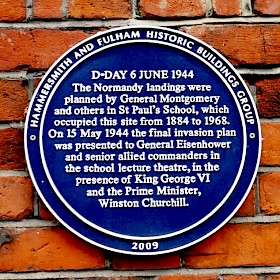 HAMMERSMITH AND FULHAM HISTORIC BUILDINGS GROUP
D-DAY 6 JUNE 1944
The Normandy landings were
planned by General Montgomery
and others in St Paul's School, which
occupied this site from 1884 to 1968.
On 15 May 1944 the final invasion plan
was presented to General Eisenhower
and senior allied commanders in
the school lecture theatre, in the
presence of King George VI
and the Prime Minister,
Winston Churchill.
2009